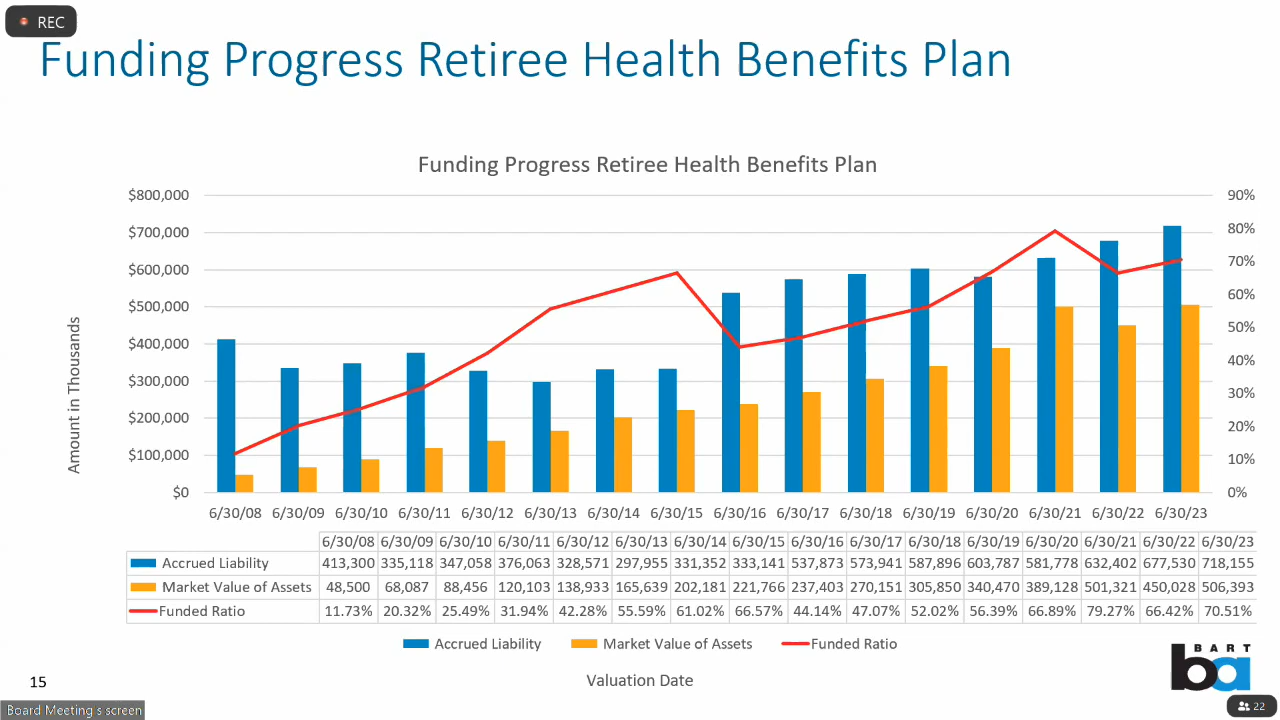 REC
Funding Progress Retiree Health Benefits Plan
Funding Progress Retiree Health Benefits Plan
$800,000 90%
$700,000 80%
$600,000 70%
$500,000 60%
$400,000 50%
$300,000 40%
$200,000 30%
$100,000 20%
$0 10%
0%
Amount in Thousands
6/30/08 6/30/09 6/30/10 6/30/11 6/30/12 6/30/13 6/30/14 6/30/15 6/30/16 6/30/17 6/30/18 6/30/19 6/30/20 6/30/21 6/30/22 6/30/23
6/30/08 6/30/09 6/30/10 6/30/11 6/30/12 6/30/13 6/30/14 6/30/15 6/30/16 6/30/17 6/30/18 6/30/19 6/30/20 6/30/21 6/30/22 6/30/23
Accrued Liability 413,300 335,118 347,058 376,063 328,571 297,955 331,352 333,141 537,873 573,941 587,896 603,787 581,778 632,402 677,530 718,155
Market Value of Assets 48,500 68,087 88,456 120,103 138,933 165,639 202,181 221,766 237,403 270,151 305,850 340,470 389,128 501,321 450,028 506,393
Funded Ratio 11.73% 20.32% 25.49% 31.94% 42.28% 55.59% 61.02% 66.57% 44.14% 47.07% 52.02% 56.39% 66.89% 79.27% 66.42% 70.51%
Accrued Liability Market Value of Assets Funded Ratio
Valuation Date
BART
ba
15
Board Meeting's screen
22